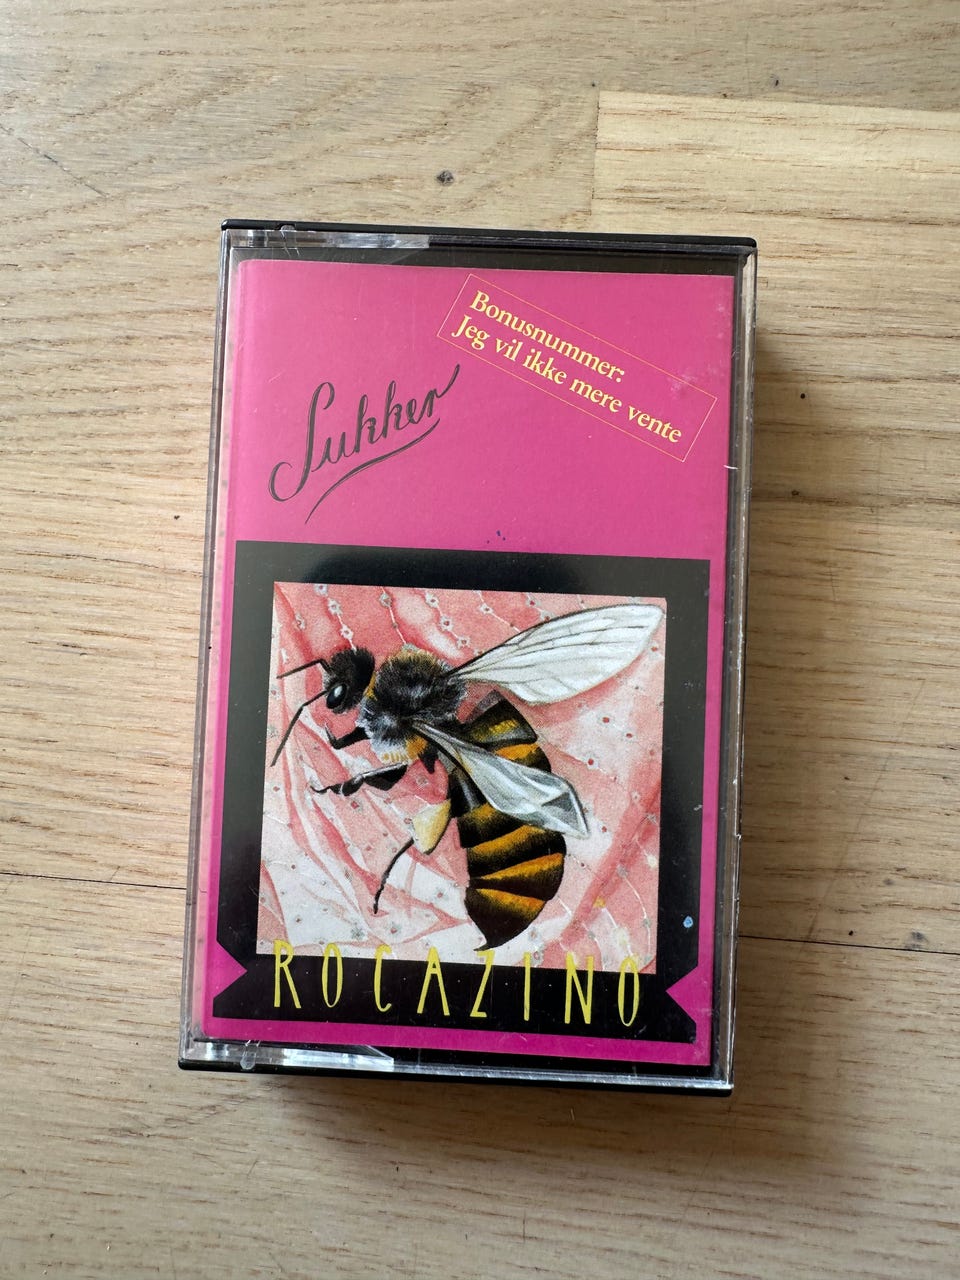 Bonusnummer:
Jeg vil ikke mere vente
Sukker
ROCAZINO